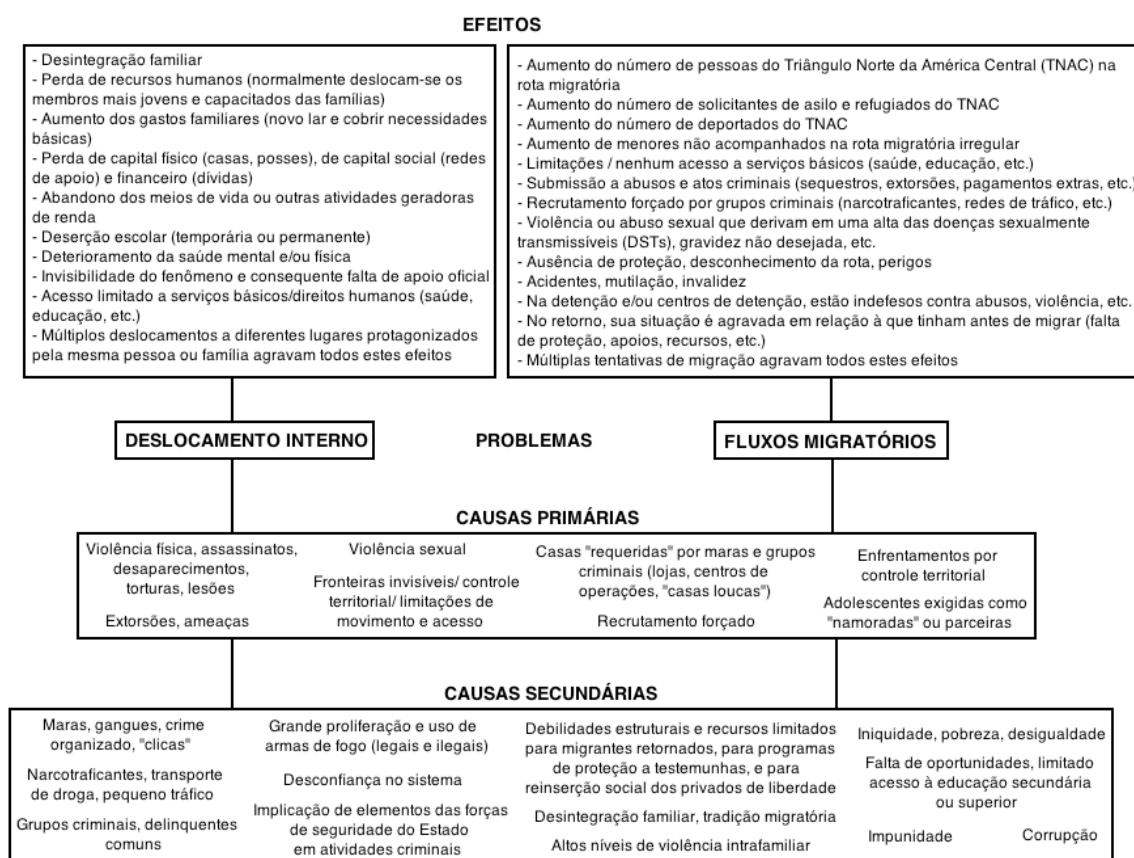 EFEITOS
- Desintegração familiar
- Perda de recursos humanos (normalmente deslocam-se os
membros mais jovens e capacitados das famílias)
- Aumento dos gastos familiares (novo lar e cobrir necessidades
básicas)
- Perda de capital físico (casas, posses), de capital social (redes
de apoio) e financeiro (dívidas)
- Abandono dos meios de vida ou outras atividades geradoras
de renda
- Deserção escolar (temporária ou permanente)
- Deterioramento da saúde mental e/ou física
- Invisibilidade do fenômeno e consequente falta de apoio oficial
- Acesso limitado a serviços básicos/direitos humanos (saúde,
educação, etc.)
- Múltiplos deslocamentos a diferentes lugares protagonizados
pela mesma pessoa ou família agravam todos estes efeitos
- Aumento do número de pessoas do Triângulo Norte da América Central (TNAC) na
rota migratória
- Aumento do número de solicitantes de asilo e refugiados do TNAC
- Aumento do número de deportados do TNAC
- Aumento de menores não acompanhados na rota migratória irregular
- Limitações / nenhum acesso a serviços básicos (saúde, educação, etc.)
- Submissão a abusos e atos criminais (sequestros, extorsões, pagamentos extras, etc.)
- Recrutamento forçado por grupos criminais (narcotraficantes, redes de tráfico, etc.)
- Violência ou abuso sexual que derivam em uma alta das doenças sexualmente
transmissíveis (DSTs), gravidez não desejada, etc.
- Ausência de proteção, desconhecimento da rota, perigos
- Acidentes, mutilação, invalidez
- Na detenção e/ou centros de detenção, estão indefesos contra abusos, violência, etc.
- No retorno, sua situação é agravada em relação à que tinham antes de migrar (falta
de proteção, apoios, recursos, etc.)
- Múltiplas tentativas de migração agravam todos estes efeitos
DESLOCAMENTO INTERNO
PROBLEMAS
FLUXOS MIGRATÓRIOS
CAUSAS PRIMÁRIAS
Violência física, assassinatos,
desaparecimentos,
torturas, lesões
Extorsões, ameaças
Violência sexual
Fronteiras invisíveis/ controle
territorial/ limitações de
movimento e acesso
Casas "requeridas" por maras e grupos
criminais (lojas, centros de
operações, "casas loucas")
Recrutamento forçado
Enfrentamentos por
controle territorial
Adolescentes exigidas como
"namoradas" ou parceiras
CAUSAS SECUNDÁRIAS
Maras, gangues, crime
organizado, "clicas"
Narcotraficantes, transporte
de droga, pequeno tráfico
Grupos criminais, delinquentes
comuns
Grande proliferação e uso de
armas de fogo (legais e ilegais)
Desconfiança no sistema
Implicação de elementos das forças
de seguridade do Estado
em atividades criminais
Debilidades estruturais e recursos limitados
para migrantes retornados, para programas
de proteção a testemunhas, e para
reinserção social dos privados de liberdade
Desintegração familiar, tradição migratória
Altos níveis de violência intrafamiliar
Iniquidade, pobreza, desigualdade
Falta de oportunidades, limitado
acesso à educação secundária
ou superior
Impunidade
Corrupção